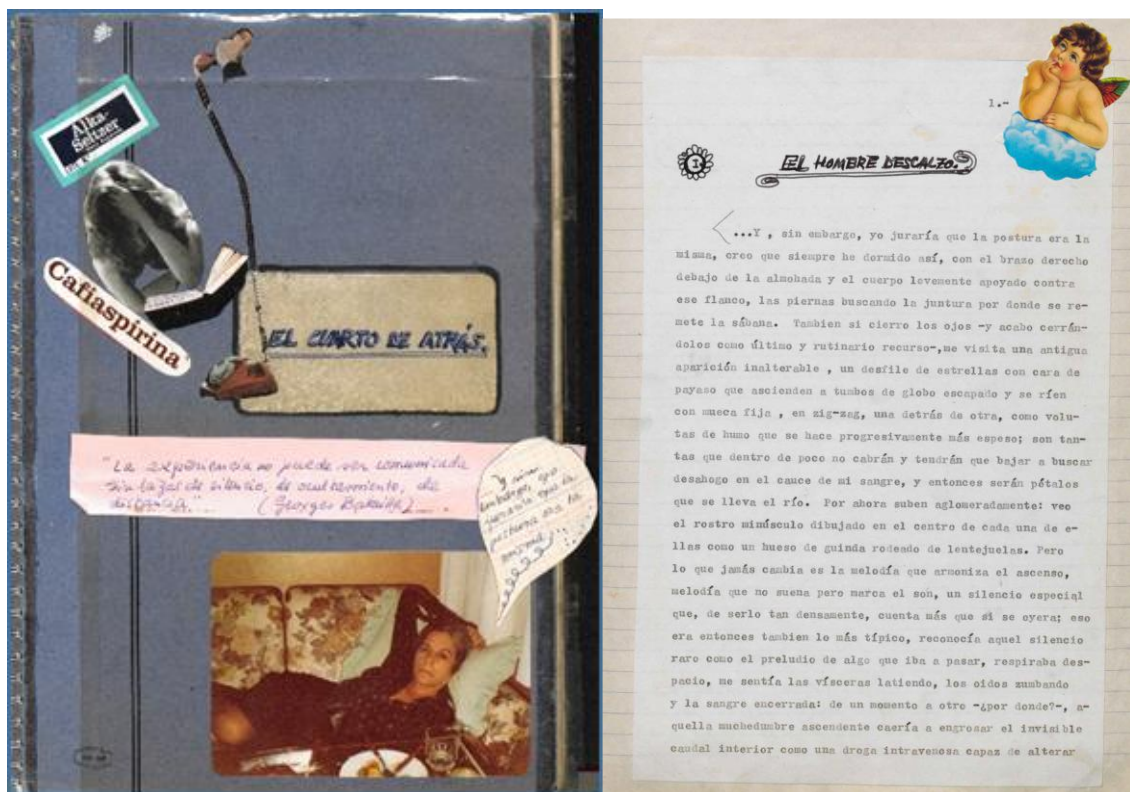 Alka-
Seltzer
Cafiaspirina
EL CUARTO DE ATRÁS.
"La experiencia no puede ser comunicada
sin lazos de silencio, de ocultamiento, de
distancia" (Georges Bataille)
"y sin
embargo, yo
juraría que la
postura era la
misma
1.-
I
EL HOMBRE DESCALZO.
...Y , sin embargo, yo juraría que la postura era la
misma, creo que siempre he dormido así, con el brazo derecho
debajo de la almohada y el cuerpo levemente apoyado contra
ese flanco, las piernas buscando la juntura por donde se re-
mete la sábana. Tambien si cierro los ojos -y acabo cerrán-
dolos como último y rutinario recurso-,me visita una antigua
aparición inalterable , un desfile de estrellas con cara de
payaso que ascienden a tumbos de globo escapado y se ríen
con mueca fija , en zig-zag, una detrás de otra, como volu-
tas de humo que se hace progresivamente más espeso; son tan-
tas que dentro de poco no cabrán y tendrán que bajar a buscar
desahogo en el cauce de mi sangre, y entonces serán pétalos
que se lleva el río. Por ahora suben aglomeradamente: veo
el rostro minúsculo dibujado en el centro de cada una de e-
llas como un hueso de guinda rodeado de lentejuelas. Pero
lo que jamás cambia es la melodía que armoniza el ascenso,
melodía que no suena pero marca el son, un silencio especial
que, de serlo tan densamente, cuenta más que si se oyera; eso
era entonces tambien lo más típico, reconocía aquel silencio
raro como el preludio de algo que iba a pasar, respiraba des-
pacio, me sentía las vísceras latiendo, los oidos zumbando
y la sangre encerrada: de un momento a otro -¿por donde?-, a-
quella muchedumbre ascendente caería a engrosar el invisible
caudal interior como una droga intravenosa capaz de alterar